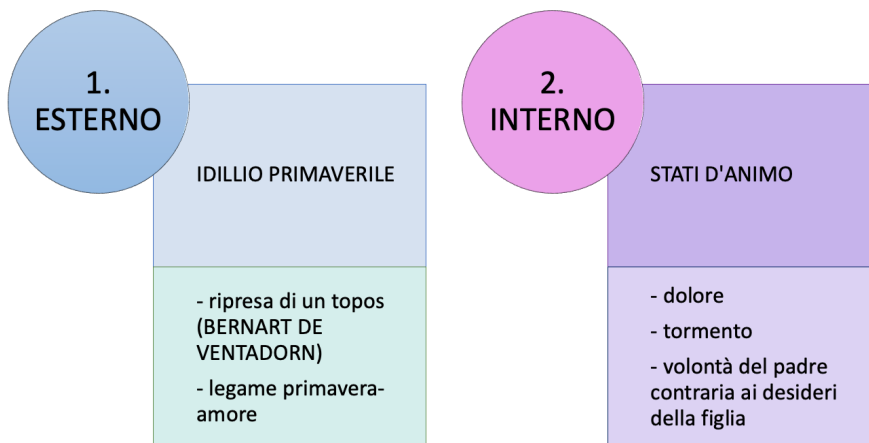 1.
ESTERNO
IDILLIO PRIMAVERILE
- ripresa di un topos
(BERNART DE
VENTADORN)
- legame primavera-
amore
2.
INTERNO
STATI D'ANIMO
- dolore
- tormento
- volontà del padre
contraria ai desideri
della figlia